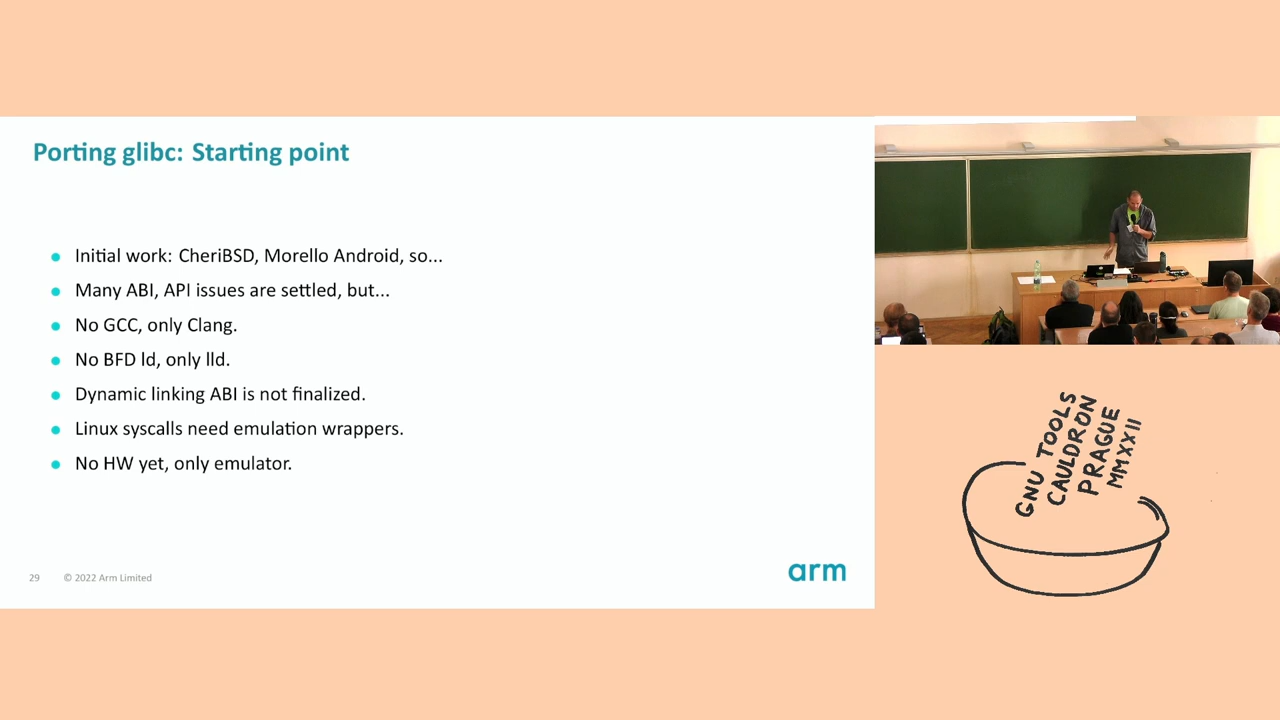 Porting glibc: Starting point
Initial work: CheriBSD, Morello Android, so...
Many ABI, API issues are settled, but...
No GCC, only Clang.
No BFD ld, only lld.
Dynamic linking ABI is not finalized.
Linux syscalls need emulation wrappers.
No HW yet, only emulator.
29 © 2022 Arm Limited
arm
GNU TOOLS
CAULDRON
PRAGUE
MMXXII